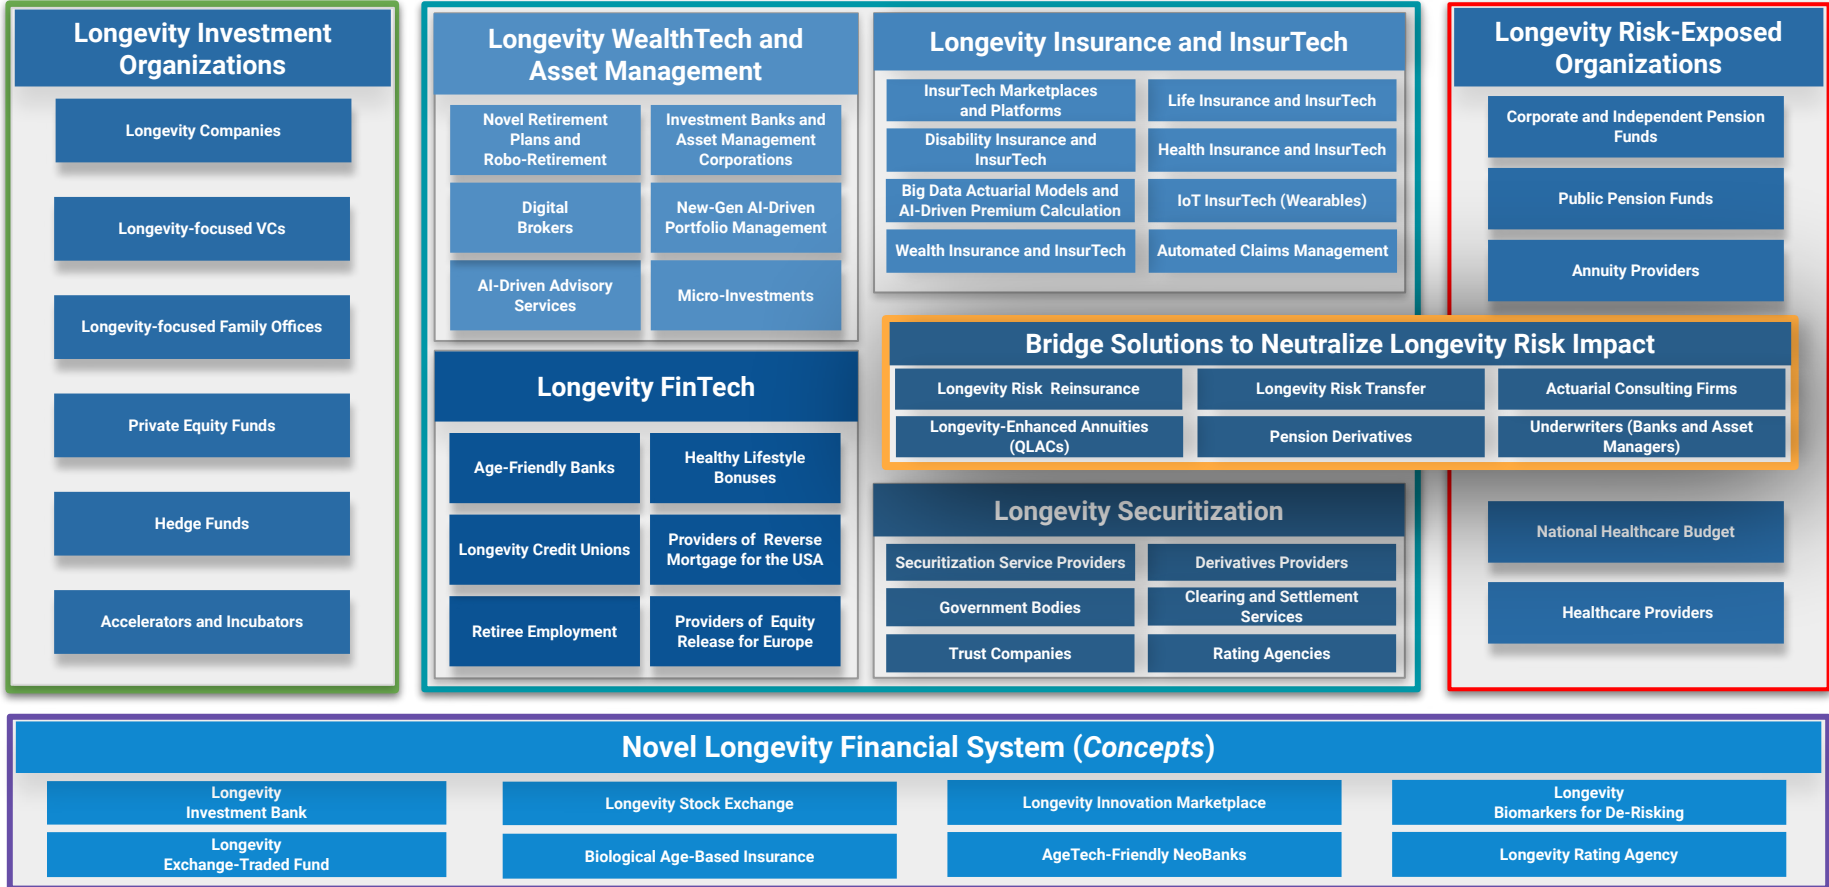 Longevity Investment
Organizations
Longevity Companies
Longevity-focused VCs
Longevity-focused Family Offices
Private Equity Funds
Hedge Funds
Accelerators and Incubators
Longevity WealthTech and
Asset Management
Novel Retirement
Plans and
Robo-Retirement
Investment Banks and
Asset Management
Corporations
Digital
Brokers
New-Gen AI-Driven
Portfolio Management
AI-Driven Advisory
Services
Micro-Investments
Longevity FinTech
Age-Friendly Banks
Healthy Lifestyle
Bonuses
Longevity Credit Unions
Providers of Reverse
Mortgage for the USA
Retiree Employment
Providers of Equity
Release for Europe
Longevity Insurance and InsurTech
InsurTech Marketplaces
and Platforms
Life Insurance and InsurTech
Disability Insurance and
InsurTech
Health Insurance and InsurTech
Big Data Actuarial Models and
AI-Driven Premium Calculation
IoT InsurTech (Wearables)
Wealth Insurance and InsurTech
Automated Claims Management
Bridge Solutions to Neutralize Longevity Risk Impact
Longevity Risk Reinsurance
Longevity Risk Transfer
Actuarial Consulting Firms
Longevity-Enhanced Annuities
(QLACs)
Pension Derivatives
Underwriters (Banks and Asset
Managers)
Longevity Securitization
Securitization Service Providers
Derivatives Providers
Government Bodies
Clearing and Settlement
Services
Trust Companies
Rating Agencies
Longevity Risk-Exposed
Organizations
Corporate and Independent Pension
Funds
Public Pension Funds
Annuity Providers
National Healthcare Budget
Healthcare Providers
Novel Longevity Financial System (Concepts)
Longevity
Investment Bank
Longevity Stock Exchange
Longevity Innovation Marketplace
Longevity
Biomarkers for De-Risking
Longevity
Exchange-Traded Fund
Biological Age-Based Insurance
AgeTech-Friendly NeoBanks
Longevity Rating Agency